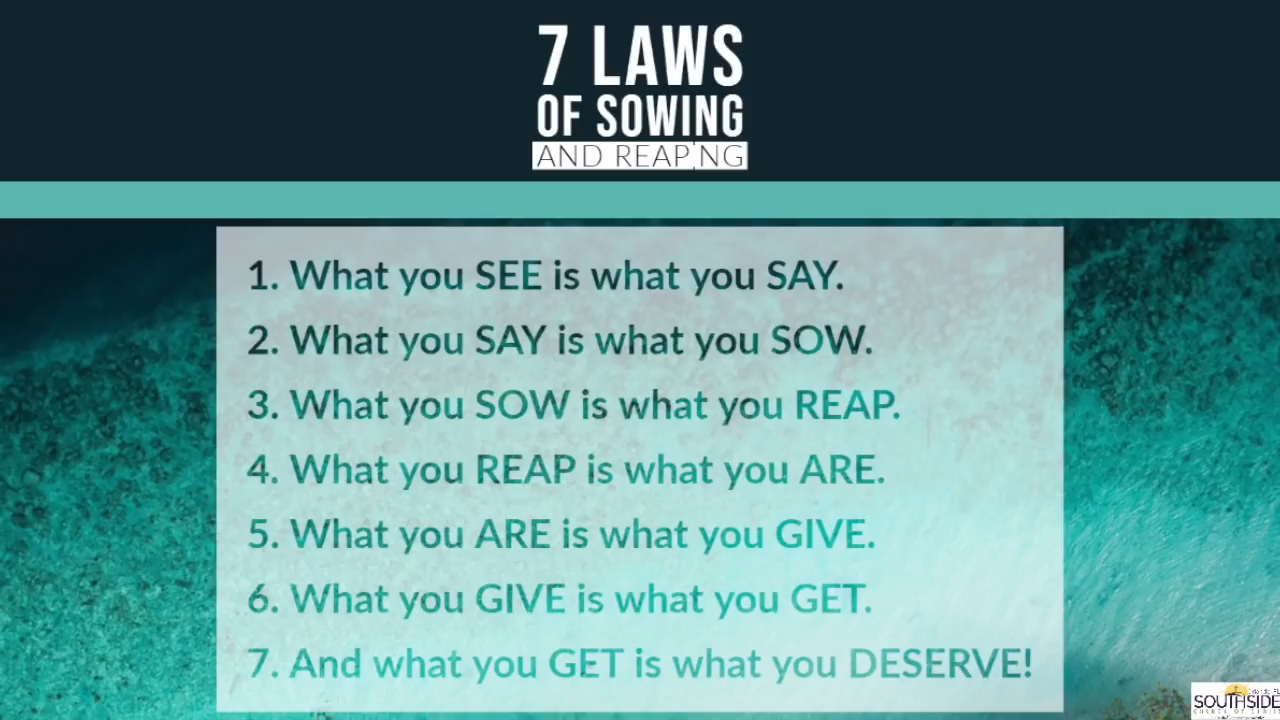 7 LAWS
OF SOWING
AND REAPING
1. What you SEE is what you SAY.
2. What you SAY is what you SOW.
3. What you SOW is what you REAP.
4. What you REAP is what you ARE.
5. What you ARE is what you GIVE.
6. What you GIVE is what you GET.
7. And what you GET is what you DESERVE!
SOUTHSIDE
CHURCH OF CHRIST